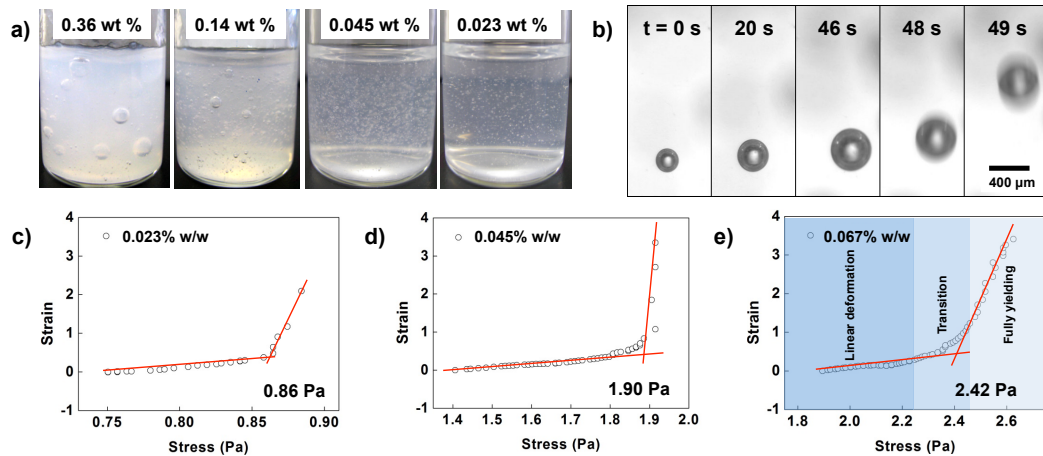 a)
0.36 wt %
0.14 wt %
0.045 wt %
0.023 wt %
b)
t = 0 s
20 s
46 s
48 s
49 s
400 µm
c)
4
3
2
1
0
-1
Strain
0.023% w/w
0.86 Pa
0.75
0.80
0.85
0.90
Stress (Pa)
d)
4
3
2
1
0
-1
Strain
0.045% w/w
1.90 Pa
1.4
1.5
1.6
1.7
1.8
1.9
2.0
Stress (Pa)
e)
4
3
2
1
0
-1
Strain
0.067% w/w
Linear deformation
Transition
Fully yielding
2.42 Pa
1.8
2.0
2.2
2.4
2.6
Stress (Pa)